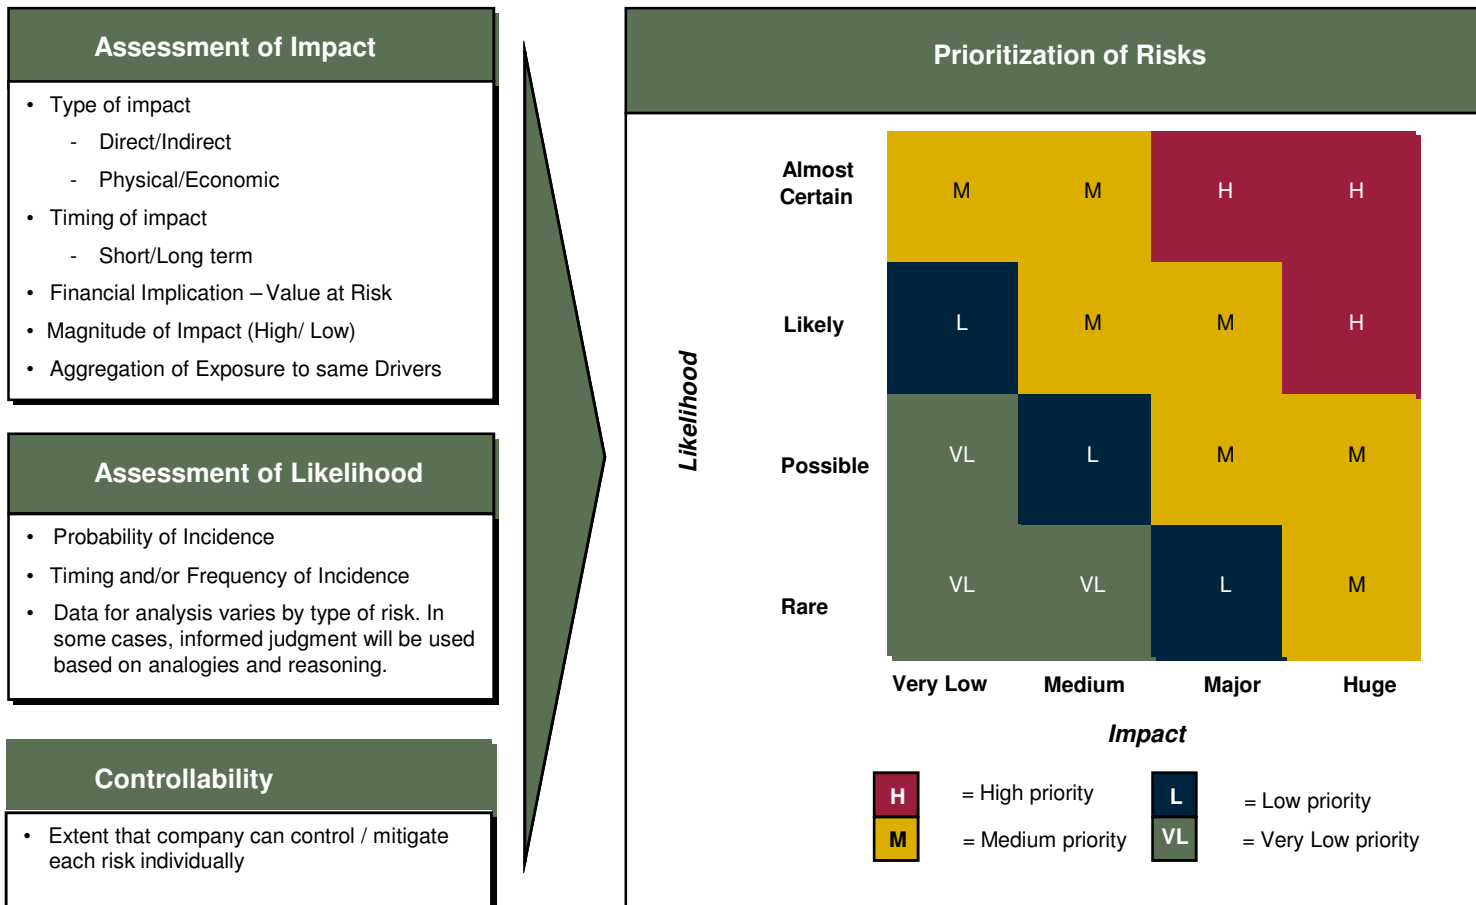 Assessment of Impact
• Type of impact
- Direct/Indirect
- Physical/Economic
• Timing of impact
- Short/Long term
• Financial Implication – Value at Risk
• Magnitude of Impact (High/ Low)
• Aggregation of Exposure to same Drivers
Assessment of Likelihood
• Probability of Incidence
• Timing and/or Frequency of Incidence
• Data for analysis varies by type of risk. In
some cases, informed judgment will be used
based on analogies and reasoning.
Controllability
• Extent that company can control / mitigate
each risk individually
Prioritization of Risks
Likelihood
Almost
Certain
M M H H
Likely
L M M H
Possible
VL L M M
Rare
VL VL L M
Very Low Medium Major Huge
Impact
H = High priority
L = Low priority
M = Medium priority
VL = Very Low priority